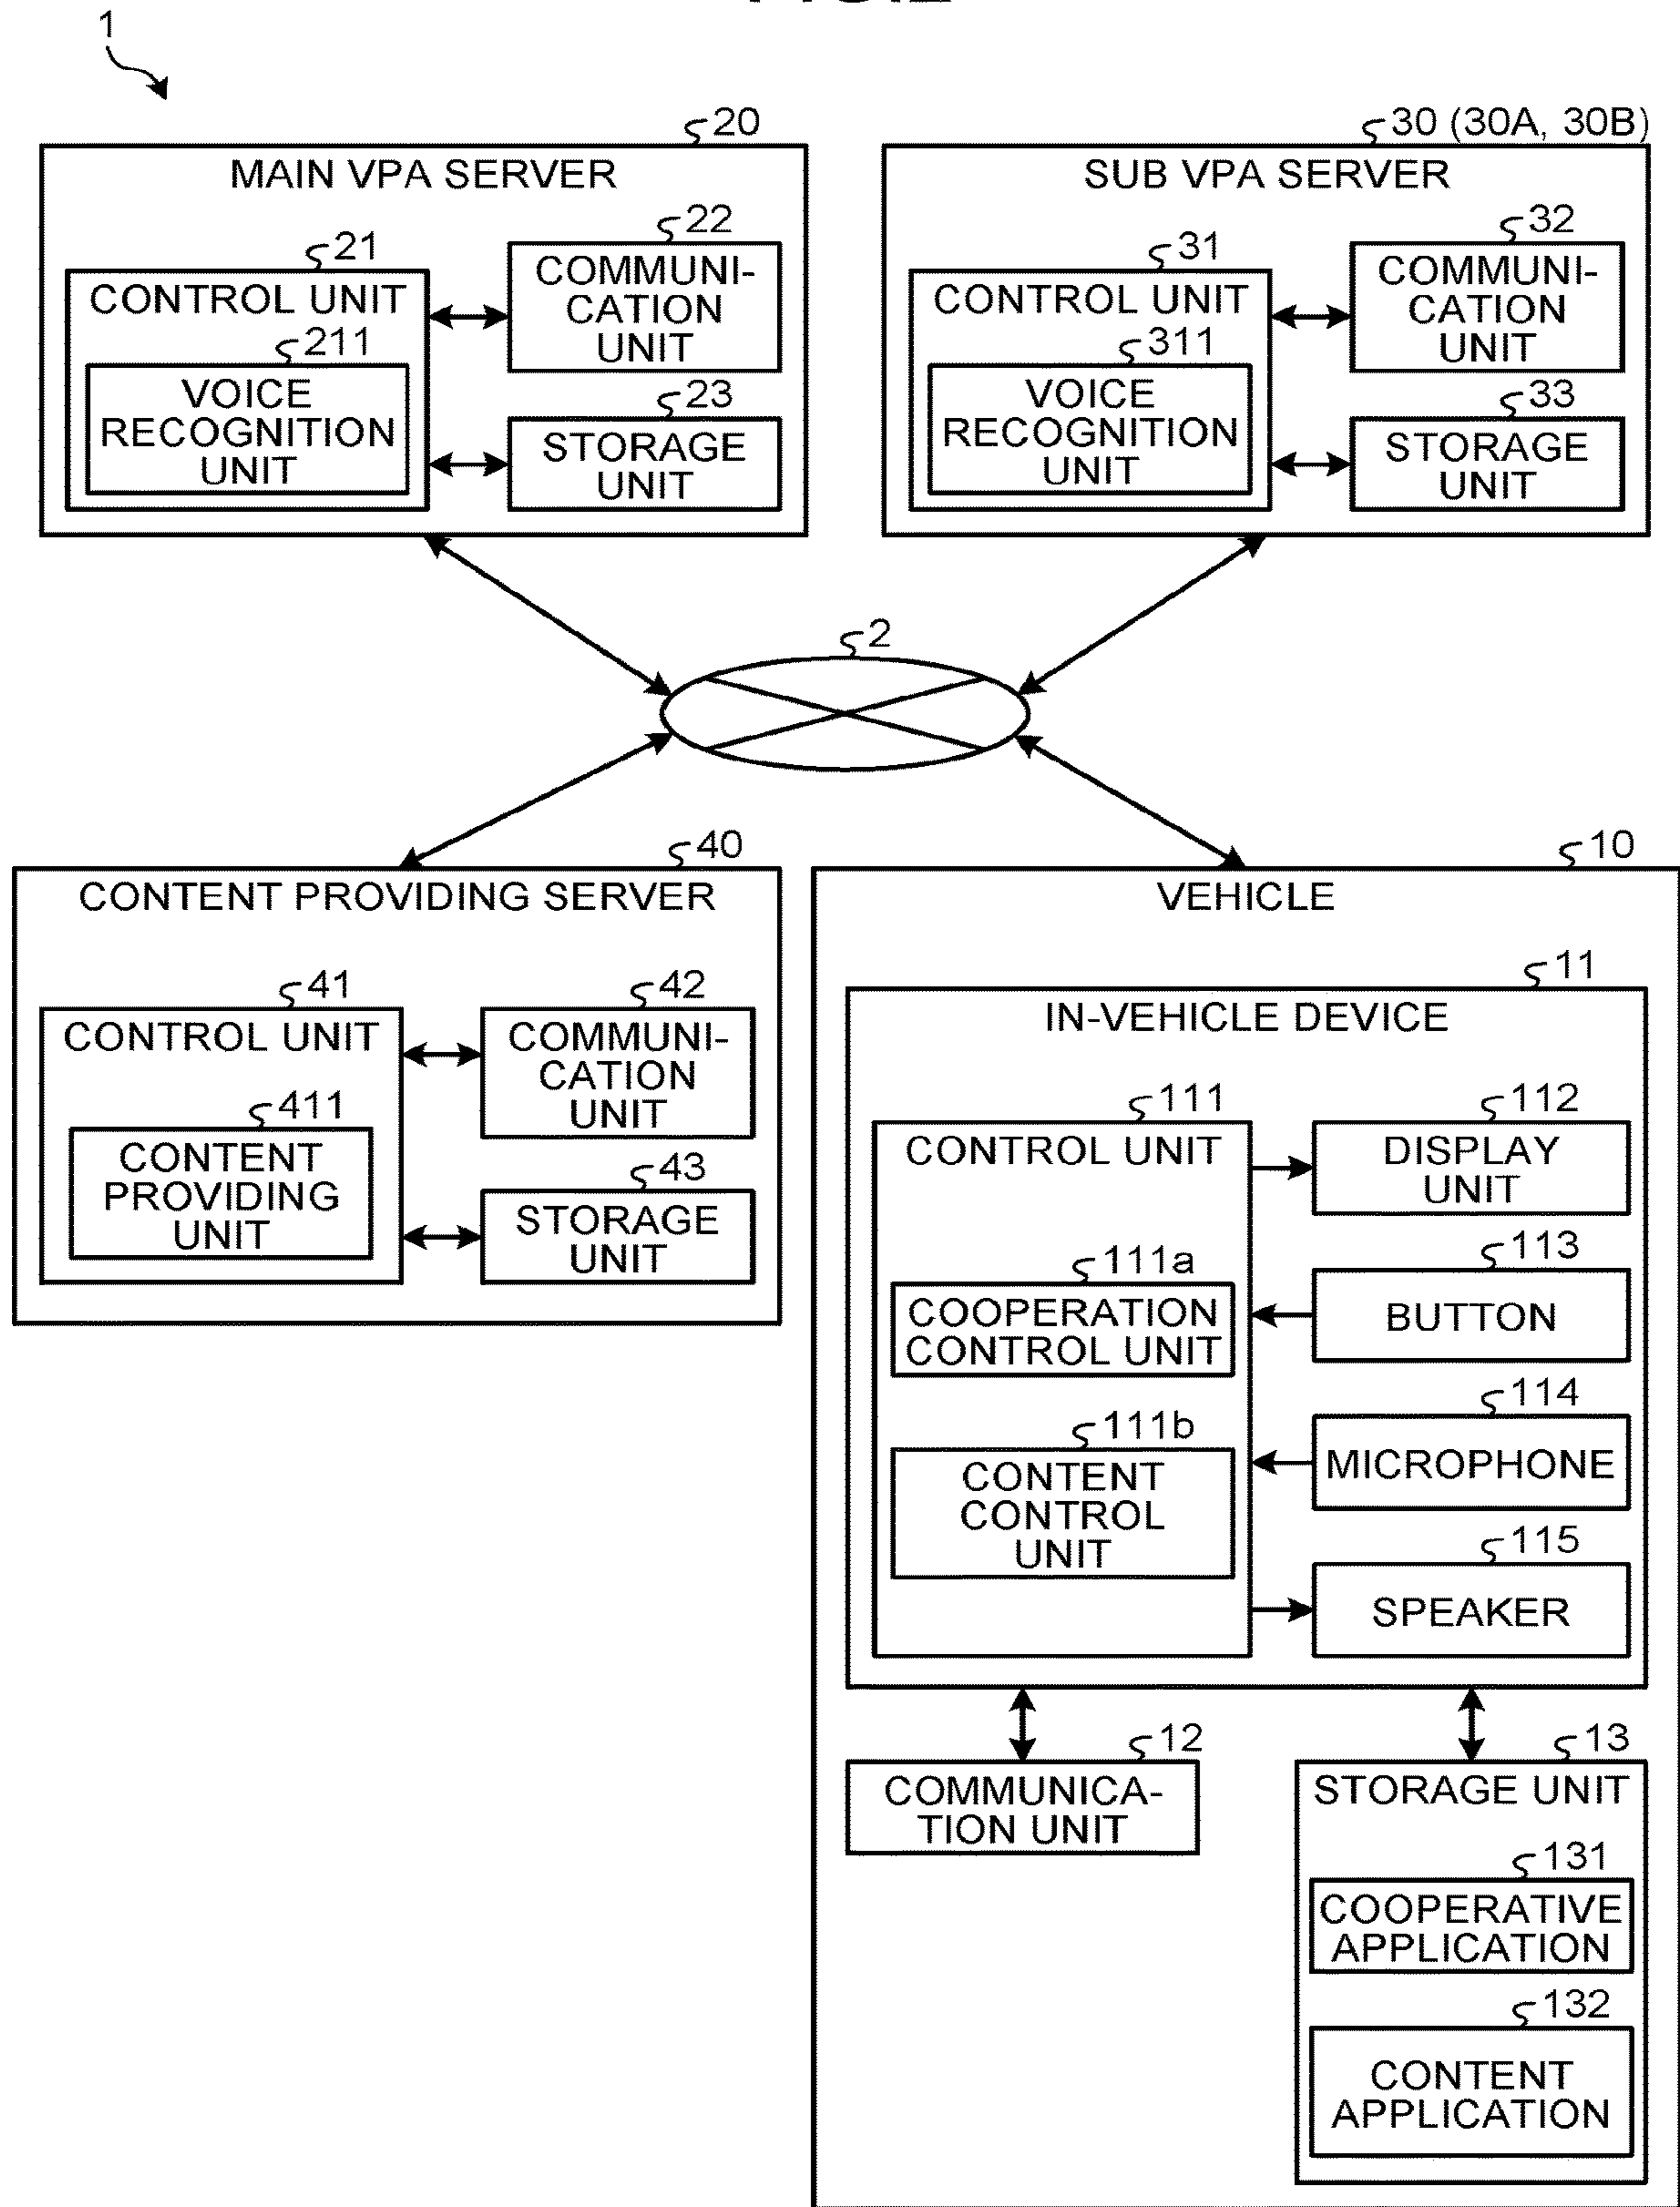 1
20
MAIN VPA SERVER
21
CONTROL UNIT
211
VOICE
RECOGNITION
UNIT
22
COMMUNI-
CATION
UNIT
23
STORAGE
UNIT
30 (30A, 30B)
SUB VPA SERVER
31
CONTROL UNIT
311
VOICE
RECOGNITION
UNIT
32
COMMUNI-
CATION
UNIT
33
STORAGE
UNIT
2
40
CONTENT PROVIDING SERVER
41
CONTROL UNIT
411
CONTENT
PROVIDING
UNIT
42
COMMUNI-
CATION
UNIT
43
STORAGE
UNIT
10
VEHICLE
11
IN-VEHICLE DEVICE
111
CONTROL UNIT
111a
COOPERATION
CONTROL UNIT
111b
CONTENT
CONTROL
UNIT
112
DISPLAY
UNIT
113
BUTTON
114
MICROPHONE
115
SPEAKER
12
COMMUNICA-
TION UNIT
13
STORAGE UNIT
131
COOPERATIVE
APPLICATION
132
CONTENT
APPLICATION